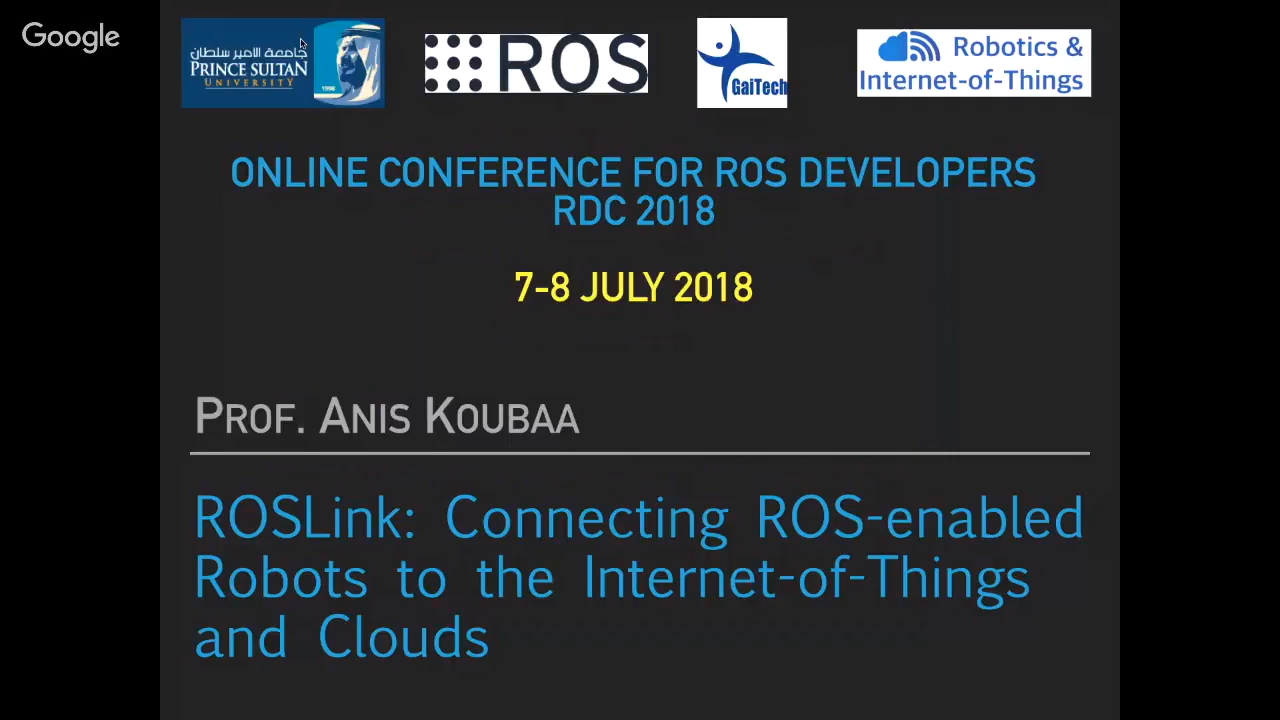 Google
جامعة الامير سلطان
PRINCE SULTAN
UNIVERSITY
1998
ROS
GaiTech
Robotics &
Internet-of-Things
ONLINE CONFERENCE FOR ROS DEVELOPERS
RDC 2018
7-8 JULY 2018
PROF. ANIS KOUBAA
ROSLink: Connecting ROS-enabled
Robots to the Internet-of-Things
and Clouds